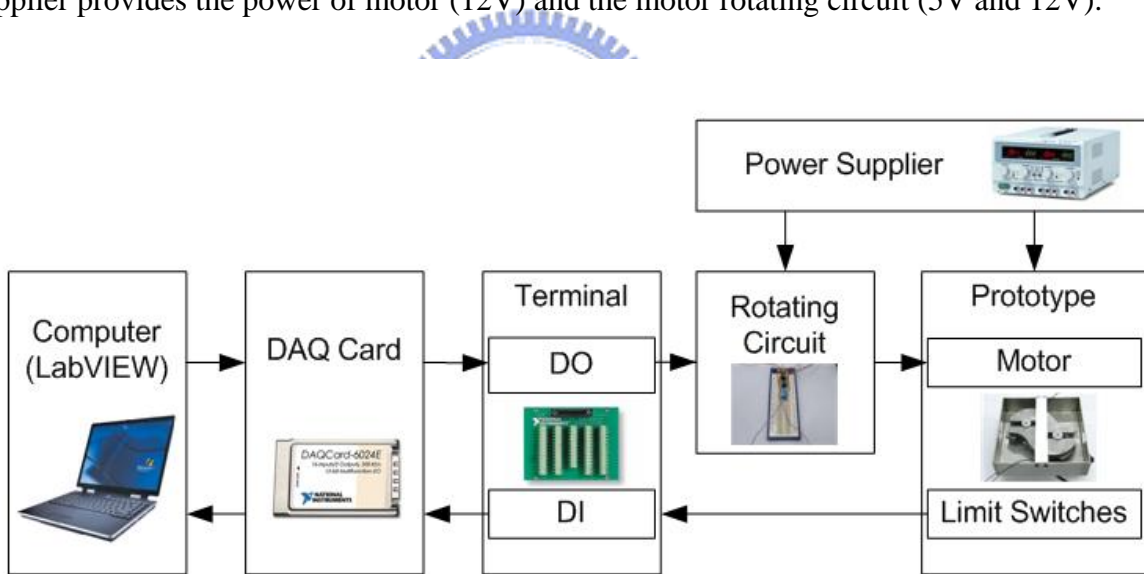 upplier provides the power of motor (12V) and the motor rotating circuit (5V and 12V).
Power Supplier
Computer
(LabVIEW)
DAQ Card
DAQCard-6024E
NATIONAL
INSTRUMENTS
Terminal
DO
DI
Rotating
Circuit
Prototype
Motor
Limit Switches